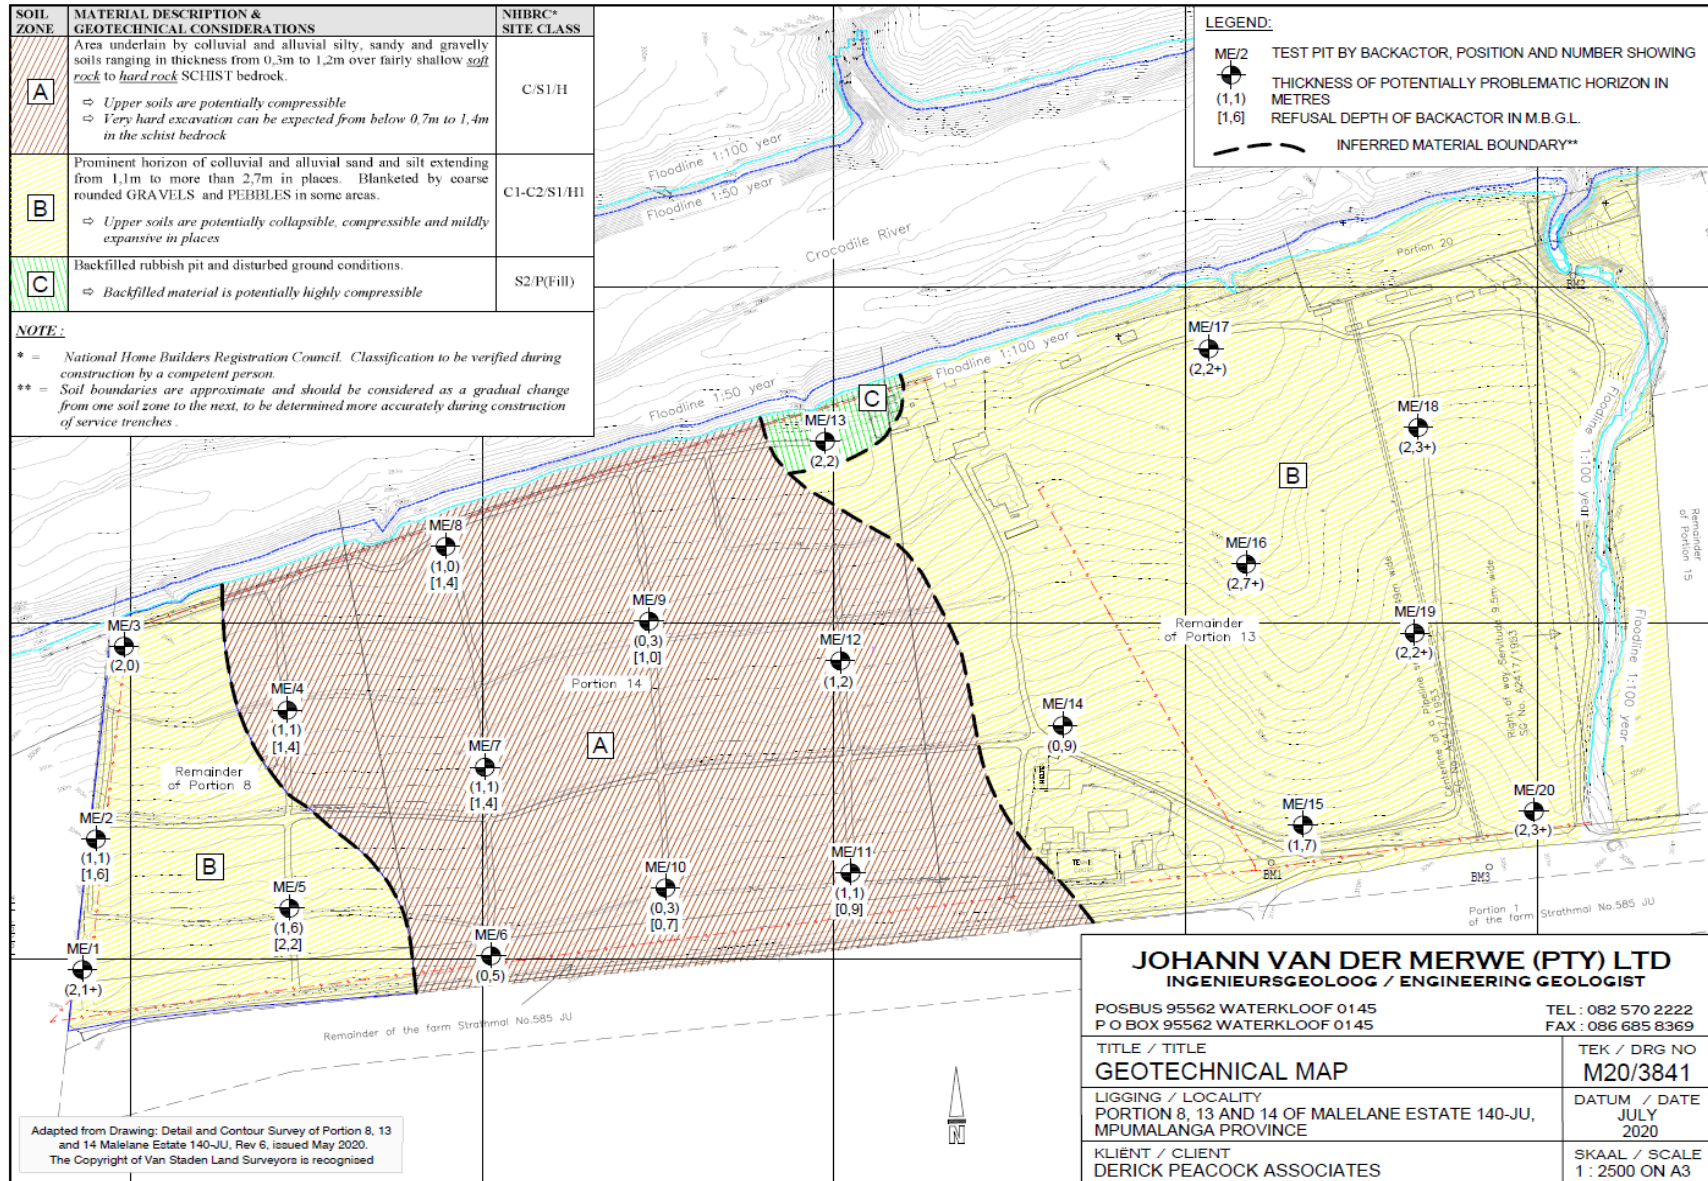 SOIL ZONE
MATERIAL DESCRIPTION & GEOTECHNICAL CONSIDERATIONS
NHBRC* SITE CLASS
A
Area underlain by colluvial and alluvial silty, sandy and gravelly
soils ranging in thickness from 0,3m to 1,2m over fairly shallow soft
rock to hard rock SCHIST bedrock.
⇨ Upper soils are potentially compressible
⇨ Very hard excavation can be expected from below 0,7m to 1,4m
in the schist bedrock
C/S1/H
B
Prominent horizon of colluvial and alluvial sand and silt extending
from 1,1m to more than 2,7m in places. Blanketed by coarse
rounded GRAVELS and PEBBLES in some areas.
⇨ Upper soils are potentially collapsible, compressible and mildly
expansive in places
C1-C2/S1/H1
C
Backfilled rubbish pit and disturbed ground conditions.
⇨ Backfilled material is potentially highly compressible
S2/P(Fill)
NOTE :
* = National Home Builders Registration Council. Classification to be verified during
construction by a competent person.
** = Soil boundaries are approximate and should be considered as a gradual change
from one soil zone to the next, to be determined more accurately during construction
of service trenches .
LEGEND:
ME/2 TEST PIT BY BACKACTOR, POSITION AND NUMBER SHOWING
THICKNESS OF POTENTIALLY PROBLEMATIC HORIZON IN
(1,1) METRES
[1,6] REFUSAL DEPTH OF BACKACTOR IN M.B.G.L.
INFERRED MATERIAL BOUNDARY**
Floodline 1:100 year
Floodline 1:50 year
Crocodile River
Portion 20
BM2
Floodline 1:100 year
Floodline 1:50 year
ME/17
(2,2+)
C
ME/13
(2,2)
ME/18
(2,3+)
B
Floodline
1:100 year
Remainder
of Portion 15
ME/8
(1,0)
[1,4]
ME/16
(2,7+)
ME/3
(2,0)
ME/9
(0,3)
[1,0]
ME/12
(1,2)
Remainder
of Portion 13
ME/19
(2,2+)
Floodline 1:100 year
Portion 14
ME/4
(1,1)
[1,4]
ME/14
(0,9)
A
ME/7
(1,1)
[1,4]
Remainder
of Portion 8
Right of way Servitude 9.5m wide
SG No. A2417/1993
ME/2
(1,1)
[1,6]
ME/15
(1,7)
ME/20
(2,3+)
B
ME/5
(1,6)
[2,2]
ME/10
(0,3)
[0,7]
ME/11
(1,1)
[0,9]
BM1
BM3
Portion 1
of the farm Strathmal No.585 JU
ME/1
(2,1+)
ME/6
(0,5)
Remainder of the farm Strathmal No.585 JU
N
Adapted from Drawing: Detail and Contour Survey of Portion 8, 13
and 14 Malelane Estate 140-JU, Rev 6, issued May 2020.
The Copyright of Van Staden Land Surveyors is recognised
JOHANN VAN DER MERWE (PTY) LTD
INGENIEURSGEOLOOG / ENGINEERING GEOLOGIST
POSBUS 95562 WATERKLOOF 0145
P O BOX 95562 WATERKLOOF 0145
TEL : 082 570 2222
FAX : 086 685 8369
TITLE / TITLE
GEOTECHNICAL MAP
TEK / DRG NO
M20/3841
LIGGING / LOCALITY
PORTION 8, 13 AND 14 OF MALELANE ESTATE 140-JU,
MPUMALANGA PROVINCE
DATUM / DATE
JULY
2020
KLIËNT / CLIENT
DERICK PEACOCK ASSOCIATES
SKAAL / SCALE
1 : 2500 ON A3